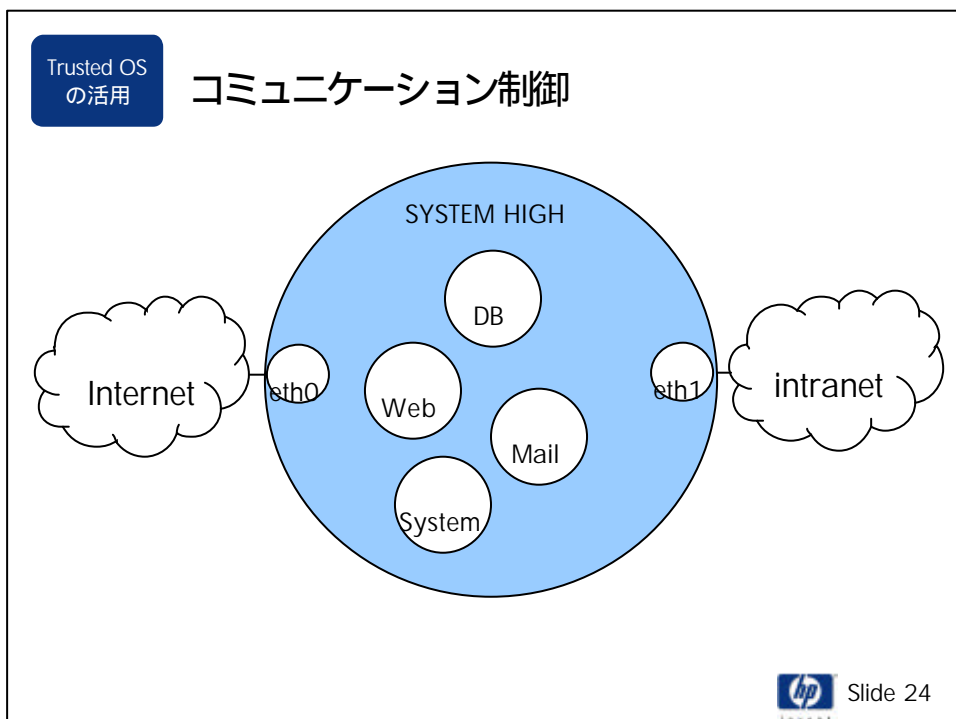 Trusted OS
の活用
コミュニケーション制御
SYSTEM HIGH
DB
Internet
eth0
Web
eth1
intranet
Mail
System
hp
Slide 24